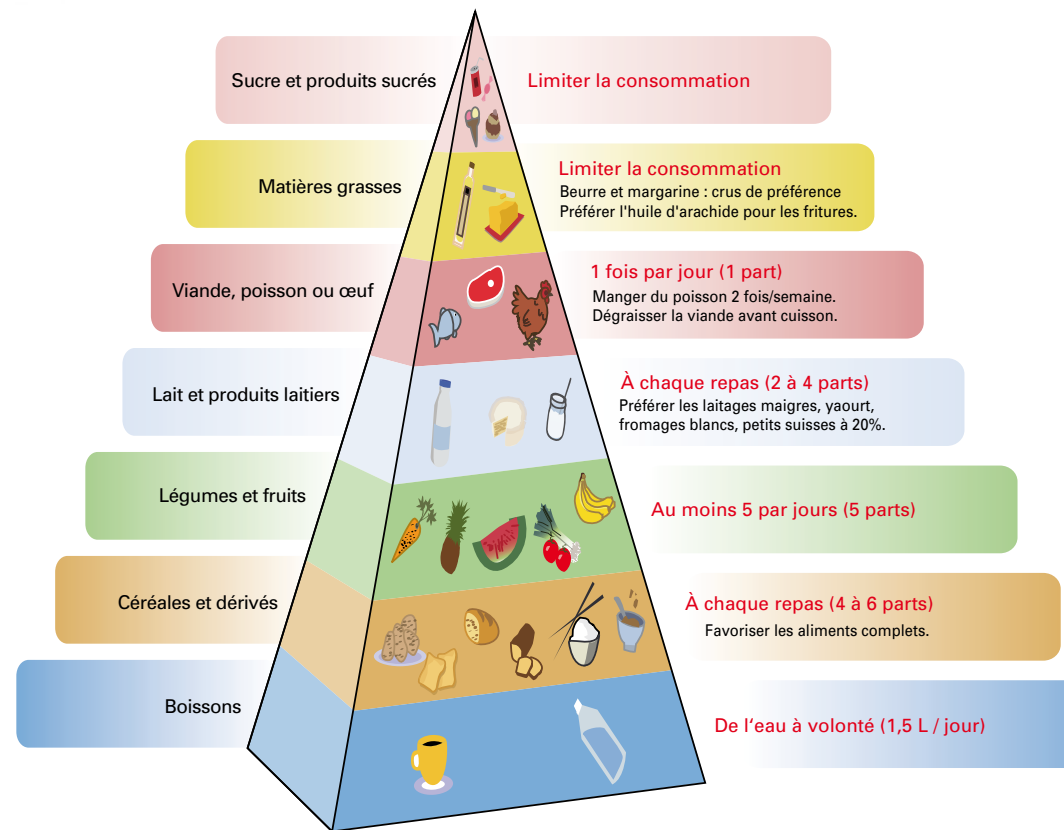 Sucre et produits sucrés
Limiter la consommation
Matières grasses
Limiter la consommation
Beurre et margarine : crus de préférence
Préférer l'huile d'arachide pour les fritures.
Viande, poisson ou œuf
1 fois par jour (1 part)
Manger du poisson 2 fois/semaine.
Dégraisser la viande avant cuisson.
Lait et produits laitiers
À chaque repas (2 à 4 parts)
Préférer les laitages maigres, yaourt,
fromages blancs, petits suisses à 20%.
Légumes et fruits
Au moins 5 par jours (5 parts)
Céréales et dérivés
À chaque repas (4 à 6 parts)
Favoriser les aliments complets.
Boissons
De l‘eau à volonté (1,5 L / jour)